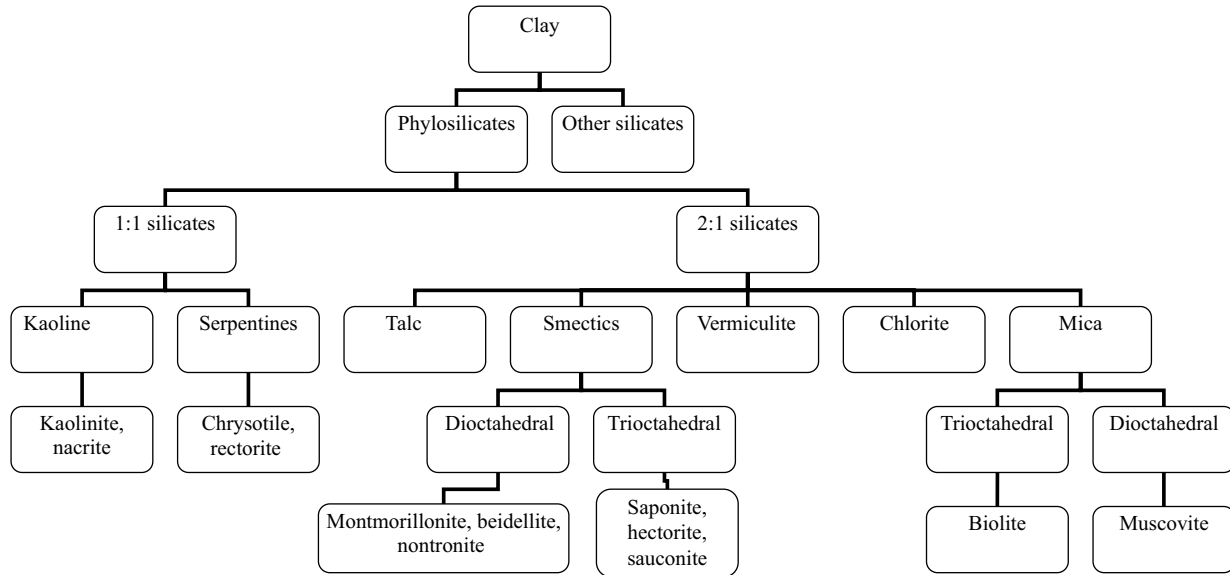 Clay
Phylosilicates
Other silicates
1:1 silicates
2:1 silicates
Kaoline
Serpentines
Talc
Smectics
Vermiculite
Chlorite
Mica
Kaolinite,
nacrite
Chrysotile,
rectorite
Dioctahedral
Trioctahedral
Trioctahedral
Dioctahedral
Montmorillonite, beidellite,
nontronite
Saponite,
hectorite,
sauconite
Biolite
Muscovite